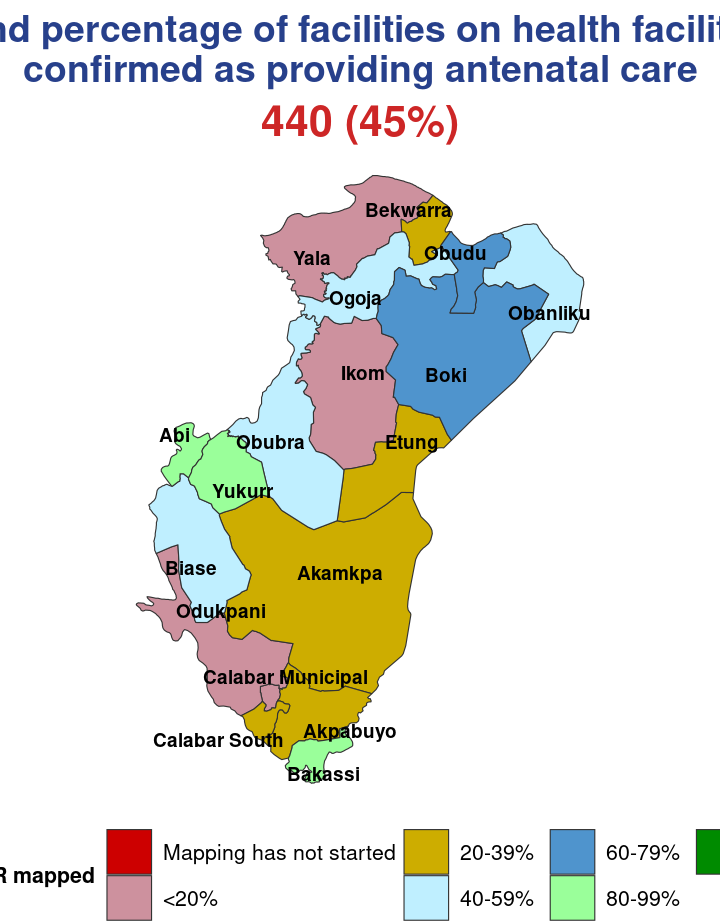 percentage of facilities on health
confirmed as providing antenatal care
440 (45%)
Bekwarra
Yala
Obudu
Ogoja
Obanliku
Ikom
Boki
Abi
Obubra
Etung
Yukurr
Biase
Akamkpa
Odukpani
Calabar Municipal
Akpabuyo
Calabar South
Bakassi
Mapping has not started
20-39%
60-79%
R mapped
<20%
40-59%
80-99%